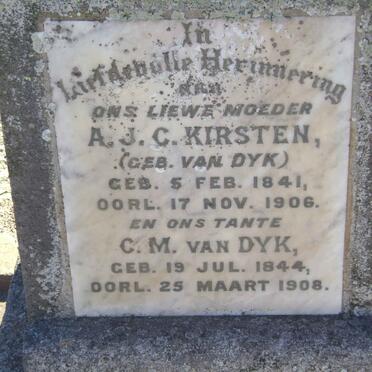 In
Liefdevolle Herinnering
aan
ONS LIEWE MOEDER
A. J. C. KIRSTEN,
(GEB. VAN DYK)
GEB. 5 FEB. 1841,
OORL. 17 NOV. 1906.
EN ONS TANTE
C. M. VAN DYK,
GEB. 19 JUL. 1844,
OORL. 25 MAART 1908.